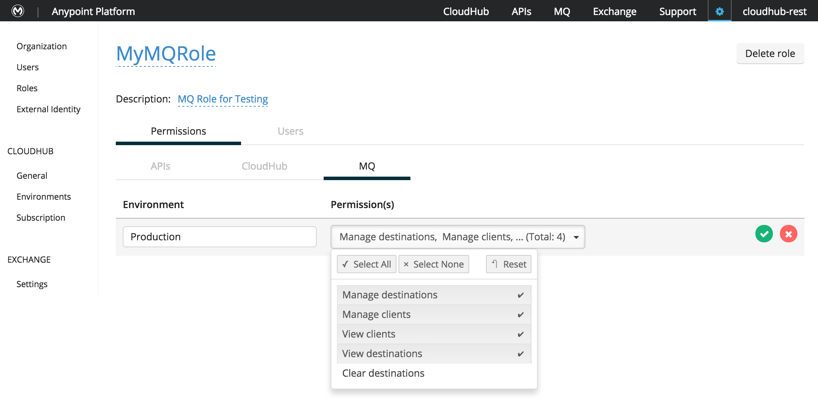 Anypoint Platform CloudHub APIs MQ Exchange Support cloudhub-rest
Organization
Users
Roles
External Identity
CLOUDHUB
General
Environments
Subscription
EXCHANGE
Settings
MyMQRole
Delete role
Description: MQ Role for Testing
Permissions Users
APIs CloudHub MQ
Environment Permission(s)
Production Manage destinations, Manage clients, ... (Total: 4)
Select All Select None Reset
Manage destinations
Manage clients
View clients
View destinations
Clear destinations